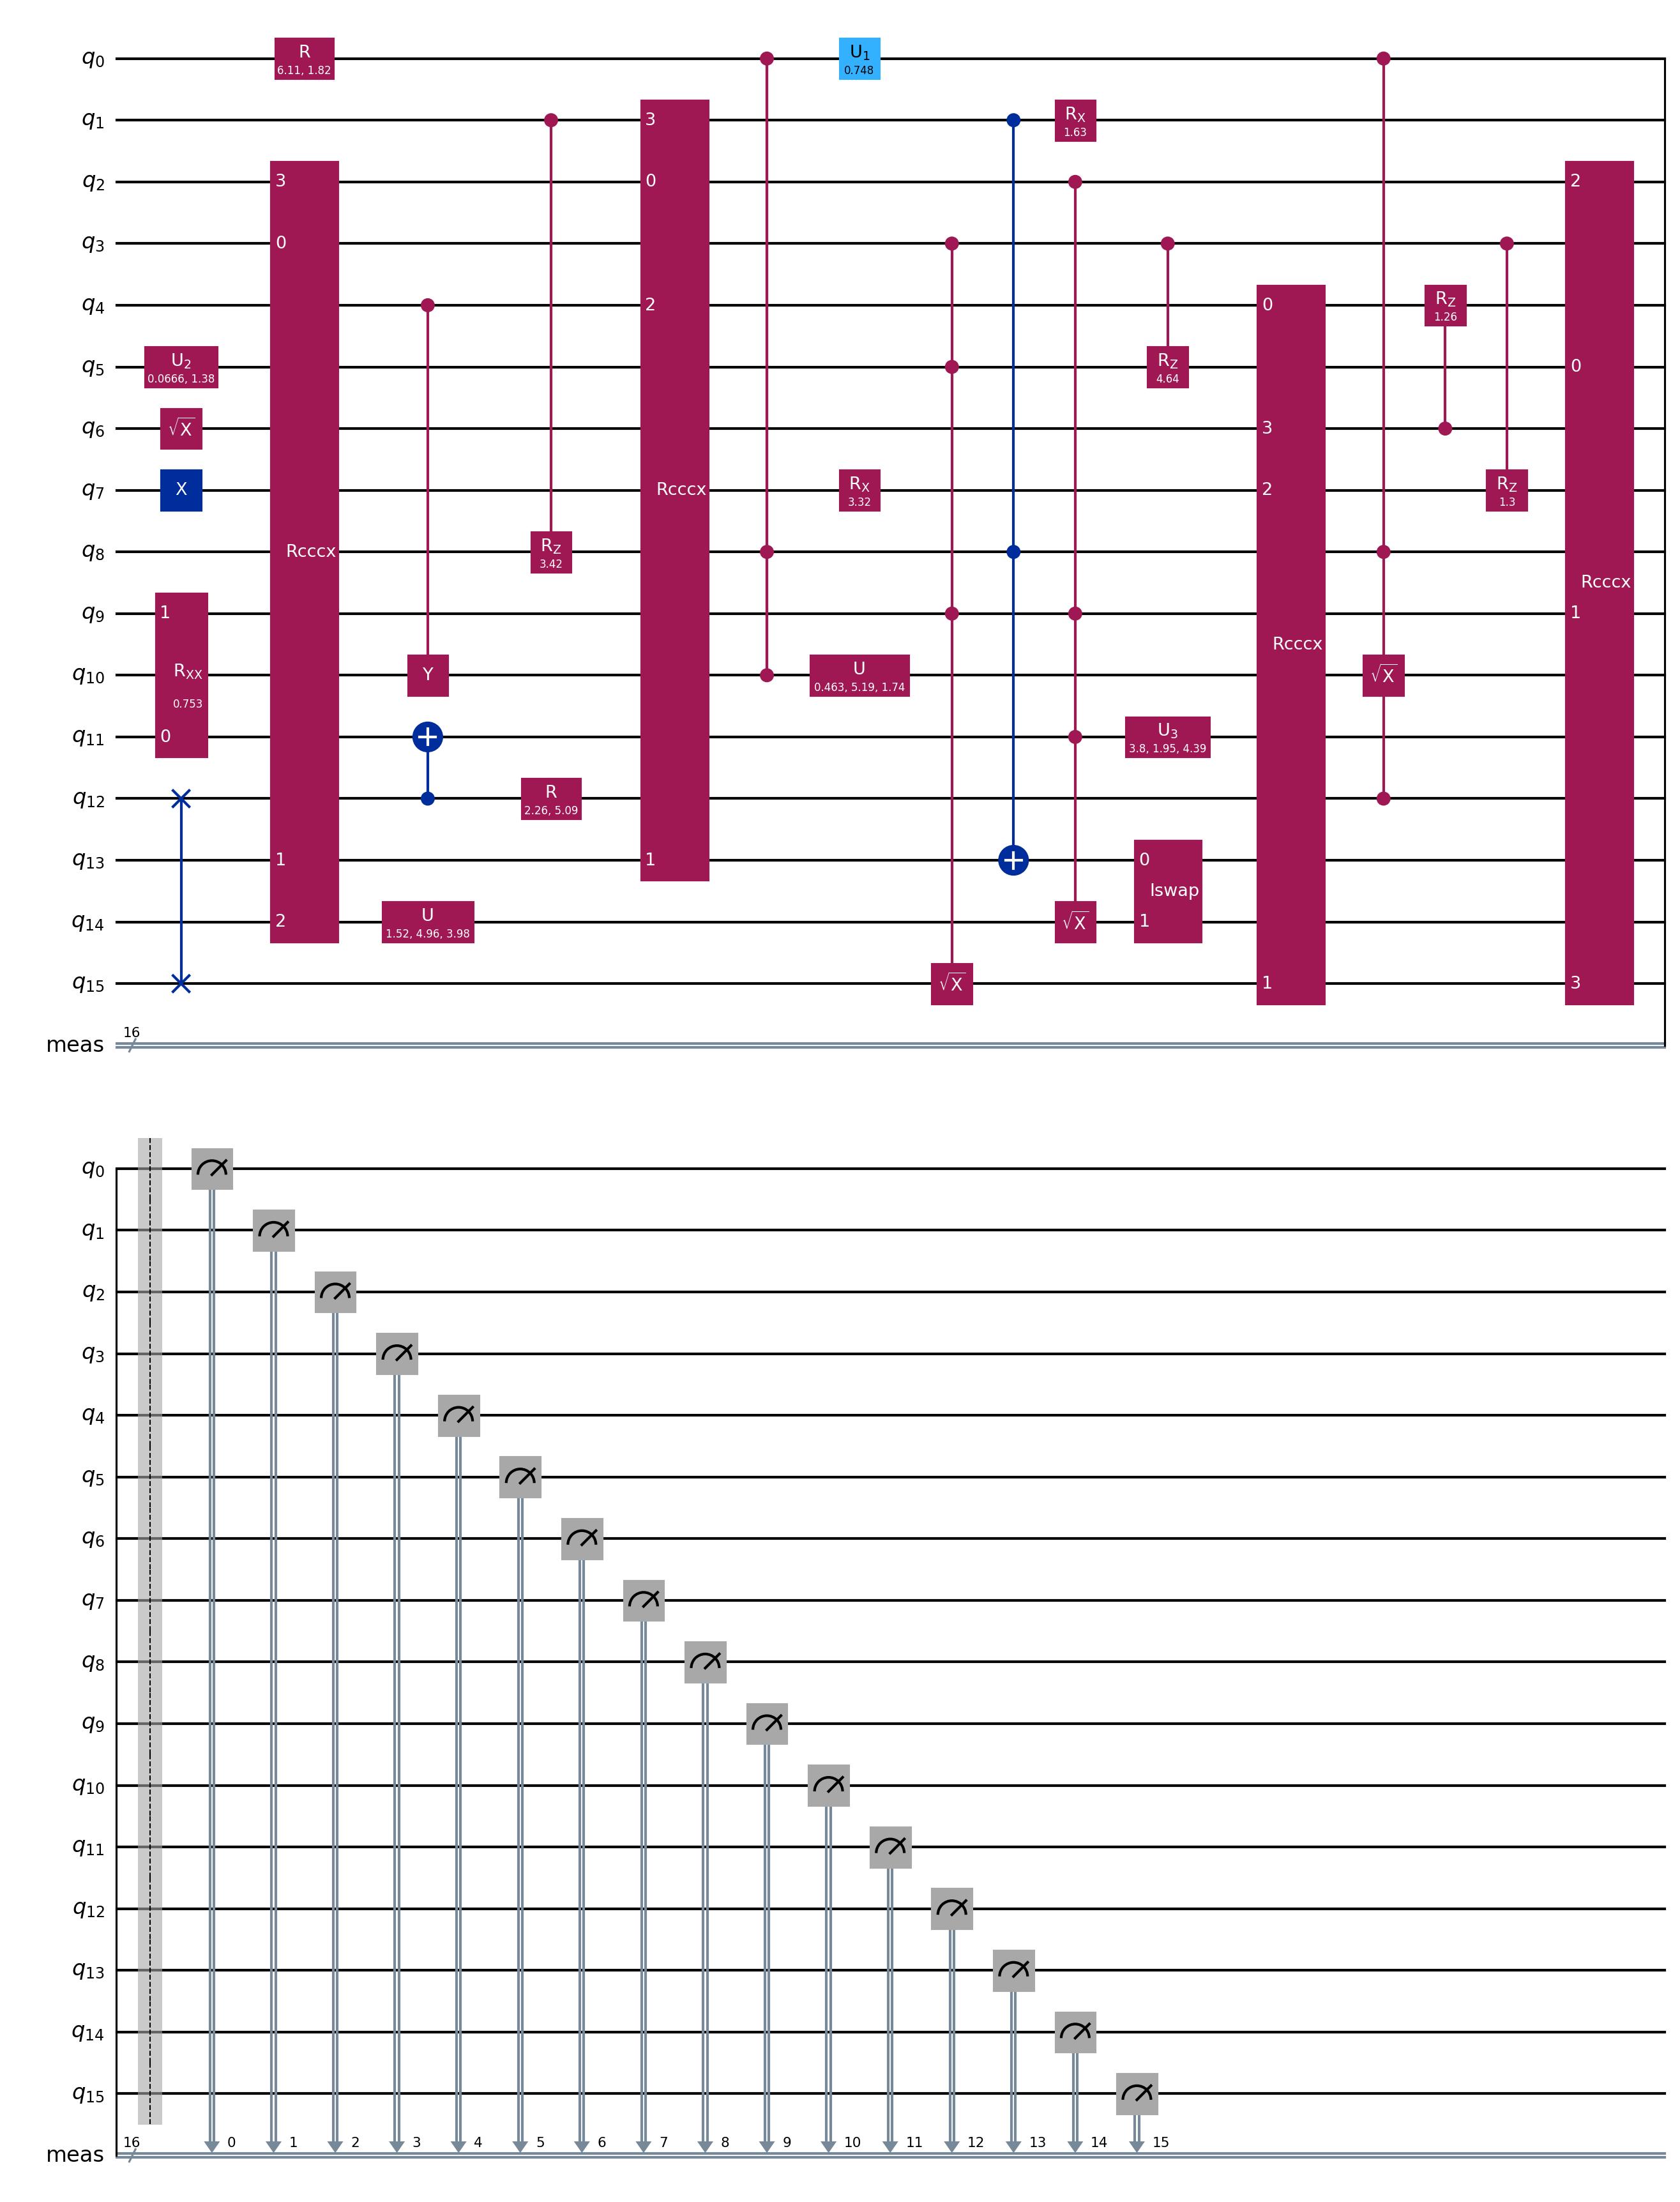 q0 R 6.11, 1.82 U1 0.748
q1 3 RX 1.63
q2 3 0 2
q3 0
q4 2 0 RZ 1.26
q5 U2 0.0666, 1.38 RZ 4.64 0
q6 √X 3
q7 X Rcccx RX 3.32 2 RZ 1.3
q8 Rcccx RZ 3.42 Rcccx
q9 1 1
q10 RXX 0.753 Y U 0.463, 5.19, 1.74 Rcccx √X
q11 0 U3 3.8, 1.95, 4.39
q12 R 2.26, 5.09
q13 1 1 0 Iswap
q14 2 U 1.52, 4.96, 3.98 √X 1
q15 √X 1 3
meas 16
q0
q1
q2
q3
q4
q5
q6
q7
q8
q9
q10
q11
q12
q13
q14
q15
meas 16 0 1 2 3 4 5 6 7 8 9 10 11 12 13 14 15